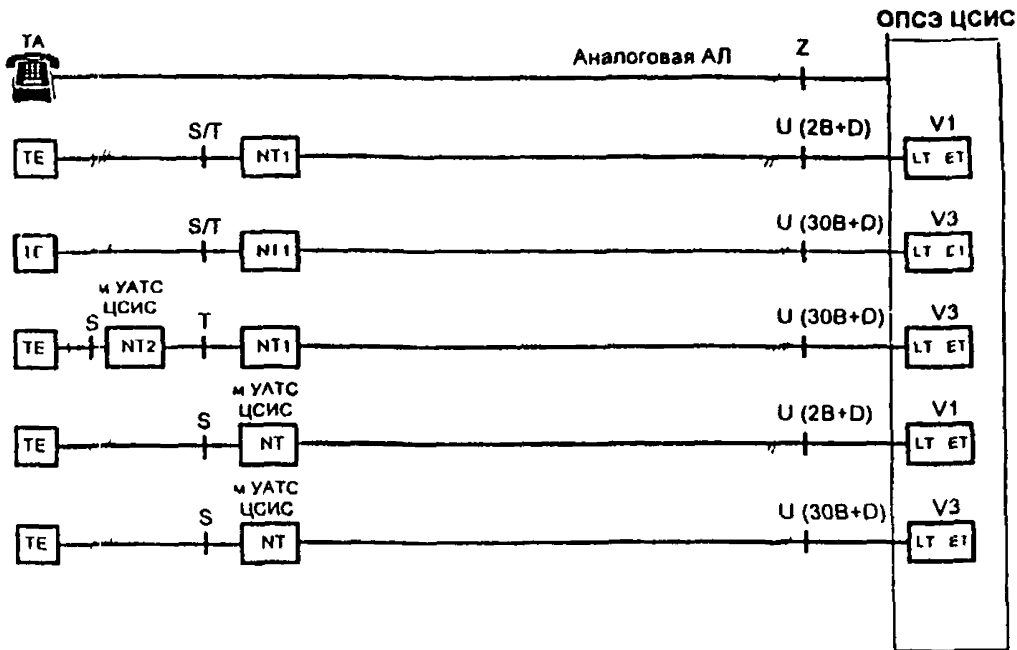 ОПСЭ ЦСИС
ТА
Аналоговая АЛ
Z
S/T
U (2B+D)
V1
TE
NT1
LT ET
S/T
U (30B+D)
V3
NT1
LT
м УАТС
ЦСИС
S
T
U (30B+D)
V3
TE
NT2
NT1
LT ET
м УАТС
ЦСИС
S
U (2B+D)
V1
TE
NT
LT ET
м УАТС
ЦСИС
S
U (30B+D)
V3
TE
NT
LT ET